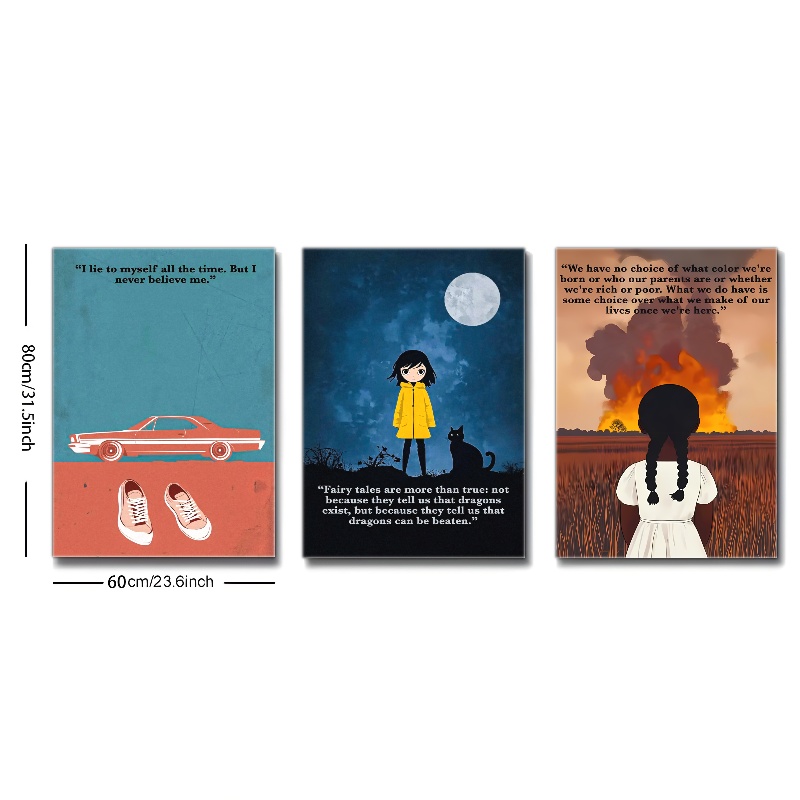 “I lie to myself all the time. But I
never believe me.”
“Fairy tales are more than true: not
because they tell us that dragons
exist, but because they tell us that
dragons can be beaten.”
“We have no choice of what color we're
born or who our parents are or whether
we're rich or poor. What we do have is
some choice over what we make of our
lives once we're here.”
80cm/31.5inch
60cm/23.6inch